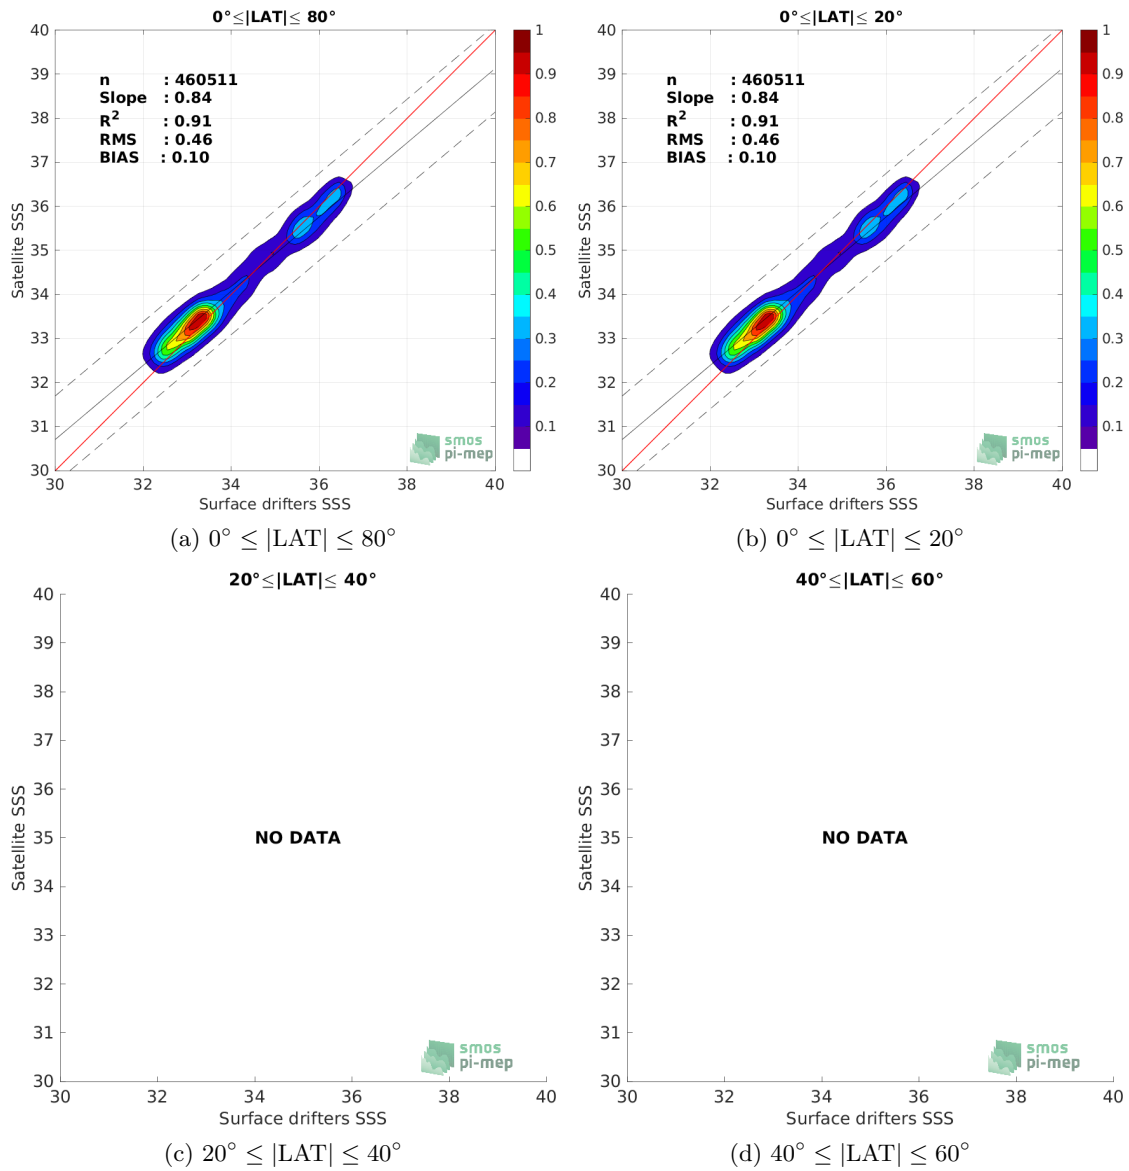 0°≤|LAT|≤ 80°
n : 460511
Slope : 0.84
R² : 0.91
RMS : 0.46
BIAS : 0.10
Satellite SSS
40
39
38
37
36
35
34
33
32
31
30
30 32 34 36 38 40
Surface drifters SSS
1
0.9
0.8
0.7
0.6
0.5
0.4
0.3
0.2
0.1
smos
pi-mep
(a) 0° ≤ |LAT| ≤ 80°
0°≤|LAT|≤ 20°
n : 460511
Slope : 0.84
R² : 0.91
RMS : 0.46
BIAS : 0.10
Satellite SSS
40
39
38
37
36
35
34
33
32
31
30
30 32 34 36 38 40
Surface drifters SSS
1
0.9
0.8
0.7
0.6
0.5
0.4
0.3
0.2
0.1
smos
pi-mep
(b) 0° ≤ |LAT| ≤ 20°
20°≤|LAT|≤ 40°
Satellite SSS
40
39
38
37
36
35
34
33
32
31
30
NO DATA
30 32 34 36 38 40
Surface drifters SSS
smos
pi-mep
(c) 20° ≤ |LAT| ≤ 40°
40°≤|LAT|≤ 60°
Satellite SSS
40
39
38
37
36
35
34
33
32
31
30
NO DATA
30 32 34 36 38 40
Surface drifters SSS
smos
pi-mep
(d) 40° ≤ |LAT| ≤ 60°